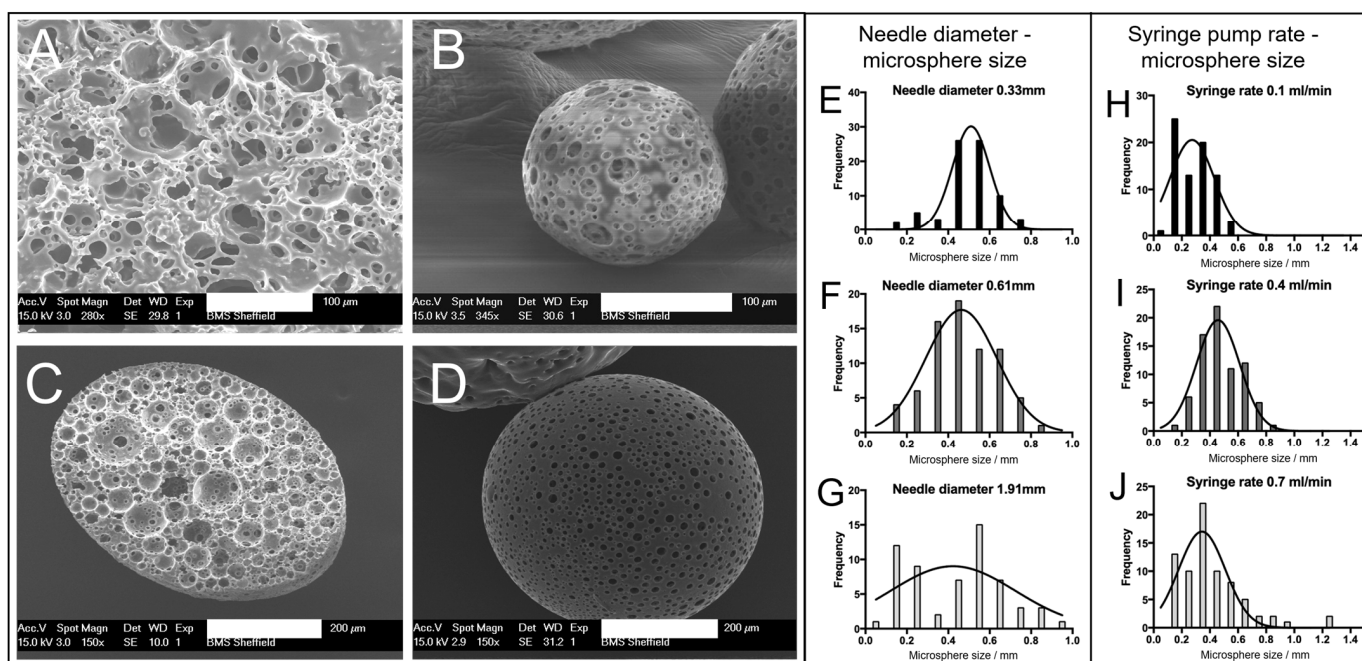 A
Acc.V Spot Magn Det WD Exp
15.0 kV 3.0 280x SE 29.8 1 BMS Sheffield
100 µm
B
Acc.V Spot Magn Det WD Exp
15.0 kV 3.5 345x SE 30.6 1 BMS Sheffield
100 µm
C
Acc.V Spot Magn Det WD Exp
15.0 kV 3.0 150x SE 10.0 1 BMS Sheffield
200 µm
D
Acc.V Spot Magn Det WD Exp
15.0 kV 2.9 150x SE 31.2 1 BMS Sheffield
200 µm
Needle diameter -
microsphere size
E
Needle diameter 0.33mm
Frequency
40
30
20
10
0
0.0 0.2 0.4 0.6 0.8 1.0
Microsphere size / mm
F
Needle diameter 0.61mm
Frequency
20
15
10
5
0
0.0 0.2 0.4 0.6 0.8 1.0
Microsphere size / mm
G
Needle diameter 1.91mm
Frequency
20
15
10
5
0
0.0 0.2 0.4 0.6 0.8 1.0
Microsphere size / mm
Syringe pump rate -
microsphere size
H
Syringe rate 0.1 ml/min
Frequency
30
20
10
0
0.0 0.2 0.4 0.6 0.8 1.0 1.2 1.4
Microsphere size / mm
I
Syringe rate 0.4 ml/min
Frequency
25
20
15
10
5
0
0.0 0.2 0.4 0.6 0.8 1.0 1.2 1.4
Microsphere size / mm
J
Syringe rate 0.7 ml/min
Frequency
25
20
15
10
5
0
0.0 0.2 0.4 0.6 0.8 1.0 1.2 1.4
Microsphere size / mm